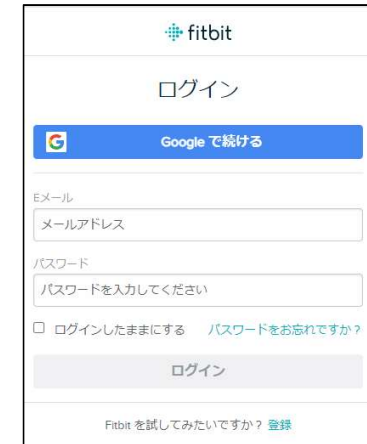 fitbit
ログイン
Google で続ける
Eメール
メールアドレス
パスワード
パスワードを入力してください
ログインしたままにする パスワードをお忘れですか?
ログイン
Fitbit を試してみたいですか? 登録